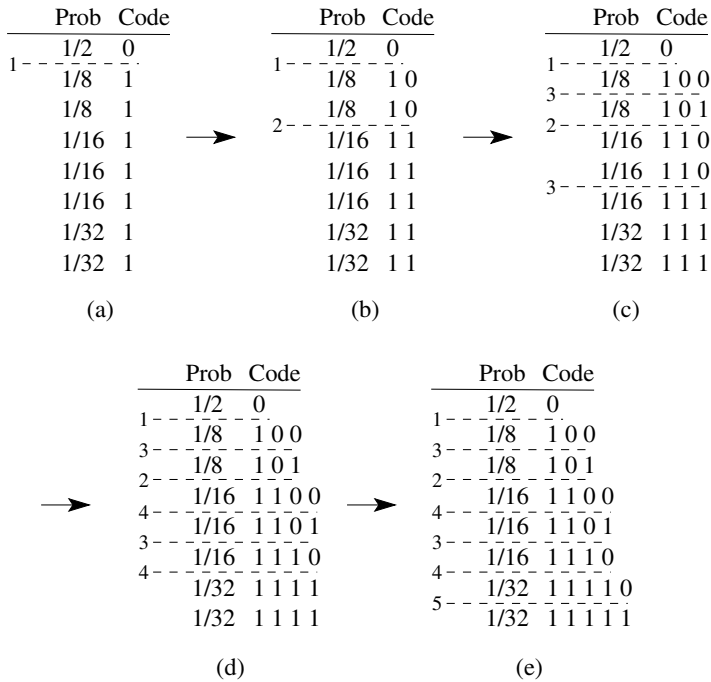 Prob Code
1/2 0
1
1/8 1
1/8 1
1/16 1
1/16 1
1/16 1
1/32 1
1/32 1
(a)
Prob Code
1/2 0
1
1/8 1 0
1/8 1 0
2
1/16 1 1
1/16 1 1
1/16 1 1
1/32 1 1
1/32 1 1
(b)
Prob Code
1/2 0
1
1/8 1 0 0
3
1/8 1 0 1
2
1/16 1 1 0
1/16 1 1 0
3
1/16 1 1 1
1/32 1 1 1
1/32 1 1 1
(c)
Prob Code
1/2 0
1
1/8 1 0 0
3
1/8 1 0 1
2
1/16 1 1 0 0
4
1/16 1 1 0 1
3
1/16 1 1 1 0
4
1/32 1 1 1 1
1/32 1 1 1 1
(d)
Prob Code
1/2 0
1
1/8 1 0 0
3
1/8 1 0 1
2
1/16 1 1 0 0
4
1/16 1 1 0 1
3
1/16 1 1 1 0
4
1/32 1 1 1 1 0
5
1/32 1 1 1 1 1
(e)